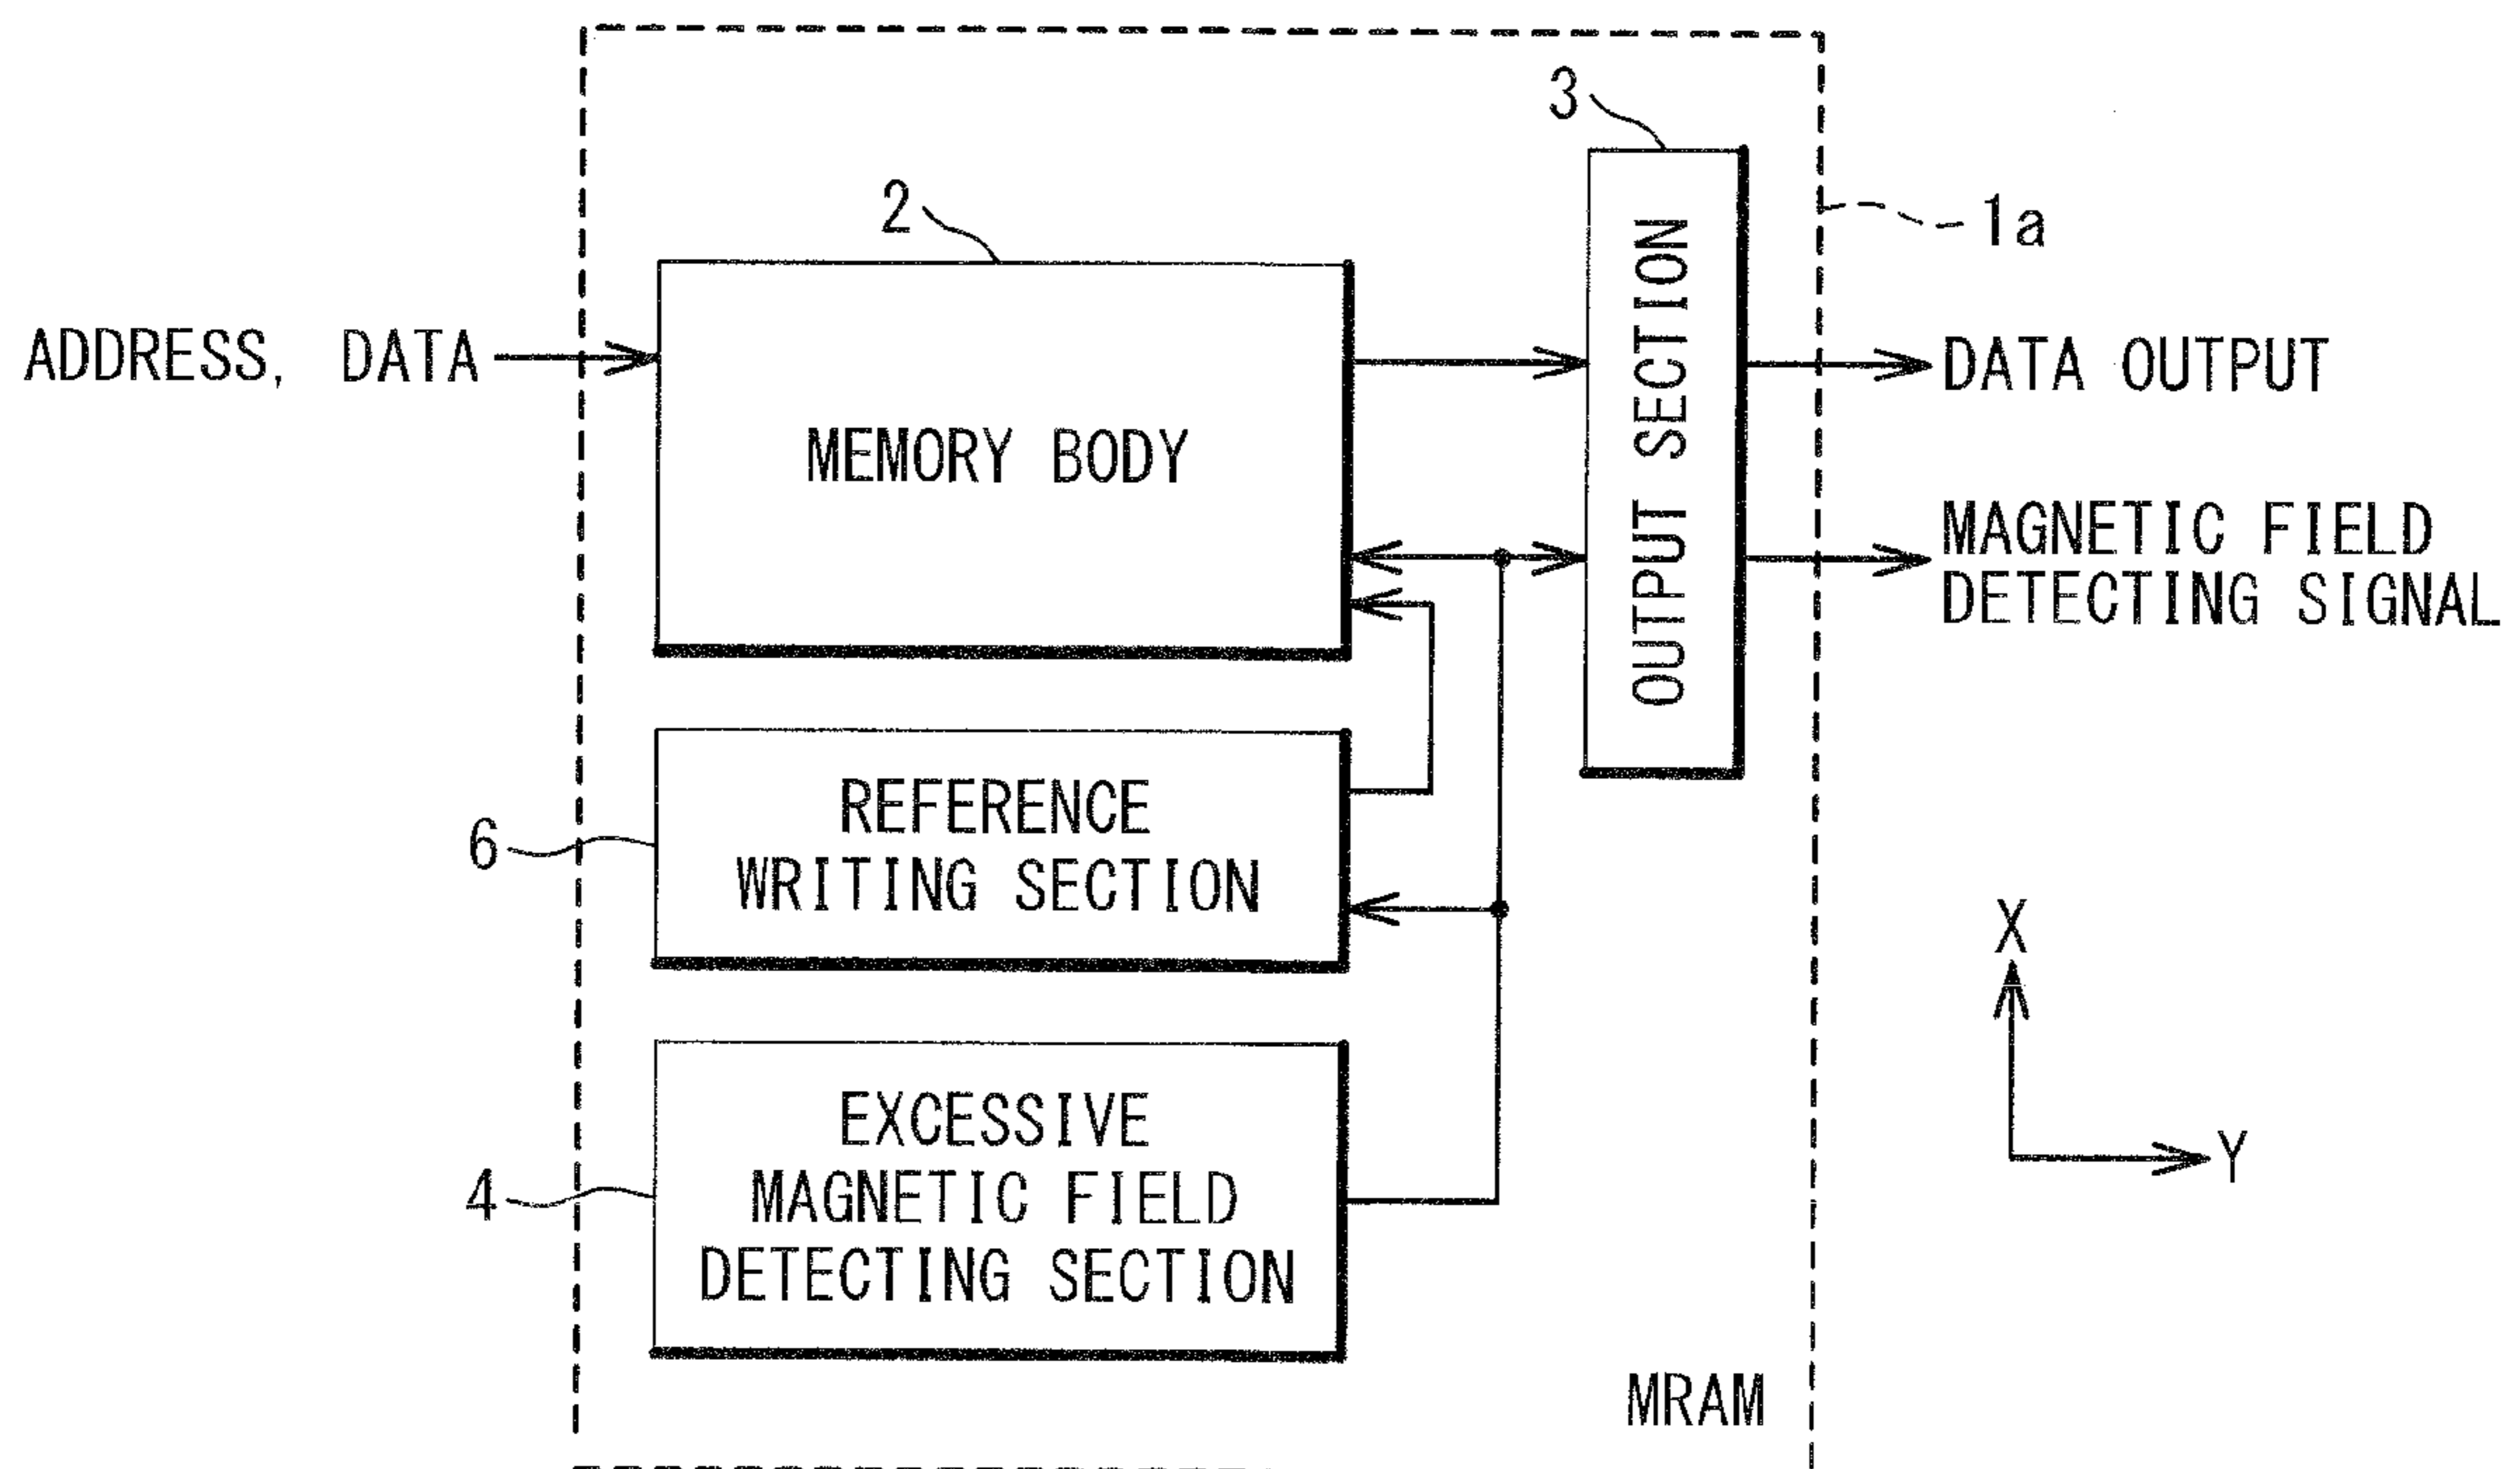 3
2
1a
ADDRESS, DATA
MEMORY BODY
OUTPUT SECTION
DATA OUTPUT
MAGNETIC FIELD
DETECTING SIGNAL
6
REFERENCE
WRITING SECTION
4
EXCESSIVE
MAGNETIC FIELD
DETECTING SECTION
X
Y
MRAM